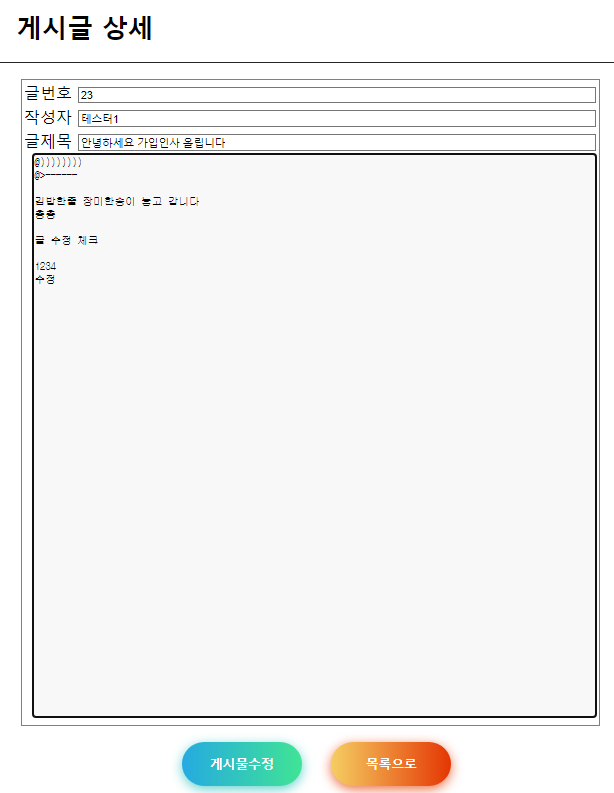 게시글 상세
글번호 23
작성자 테스터1
글제목 안녕하세요 가입인사 올립니다
@))))))))
@>------
김밥한줄 장미한송이 놓고 갑니다
총총
글 수정 체크
1234
수정
게시물수정 목록으로